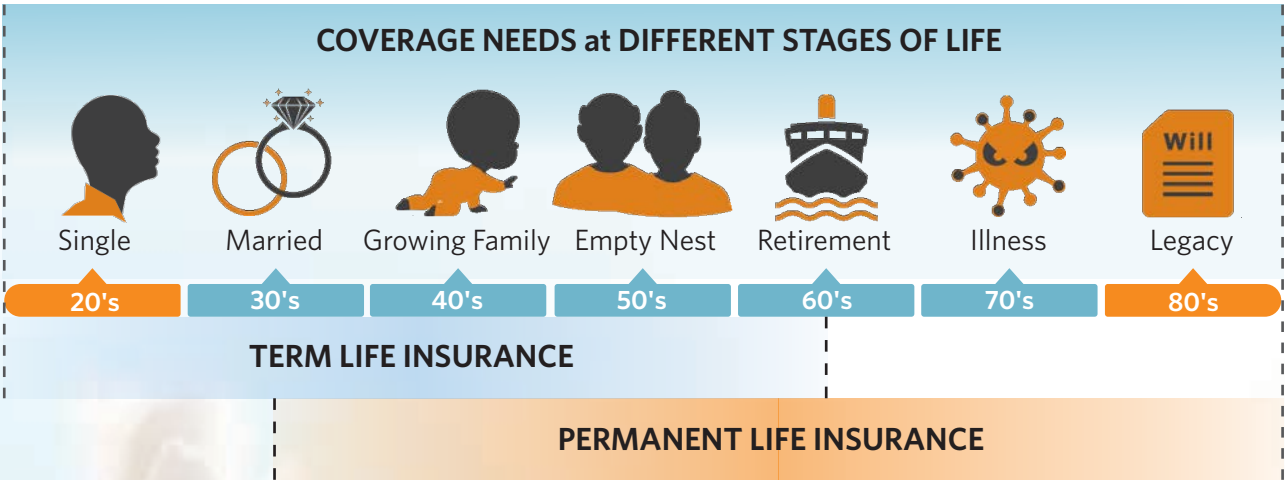 COVERAGE NEEDS at DIFFERENT STAGES OF LIFE
Will
Single Married Growing Family Empty Nest Retirement Illness Legacy
20's 30's 40's 50's 60's 70's 80's
TERM LIFE INSURANCE
PERMANENT LIFE INSURANCE